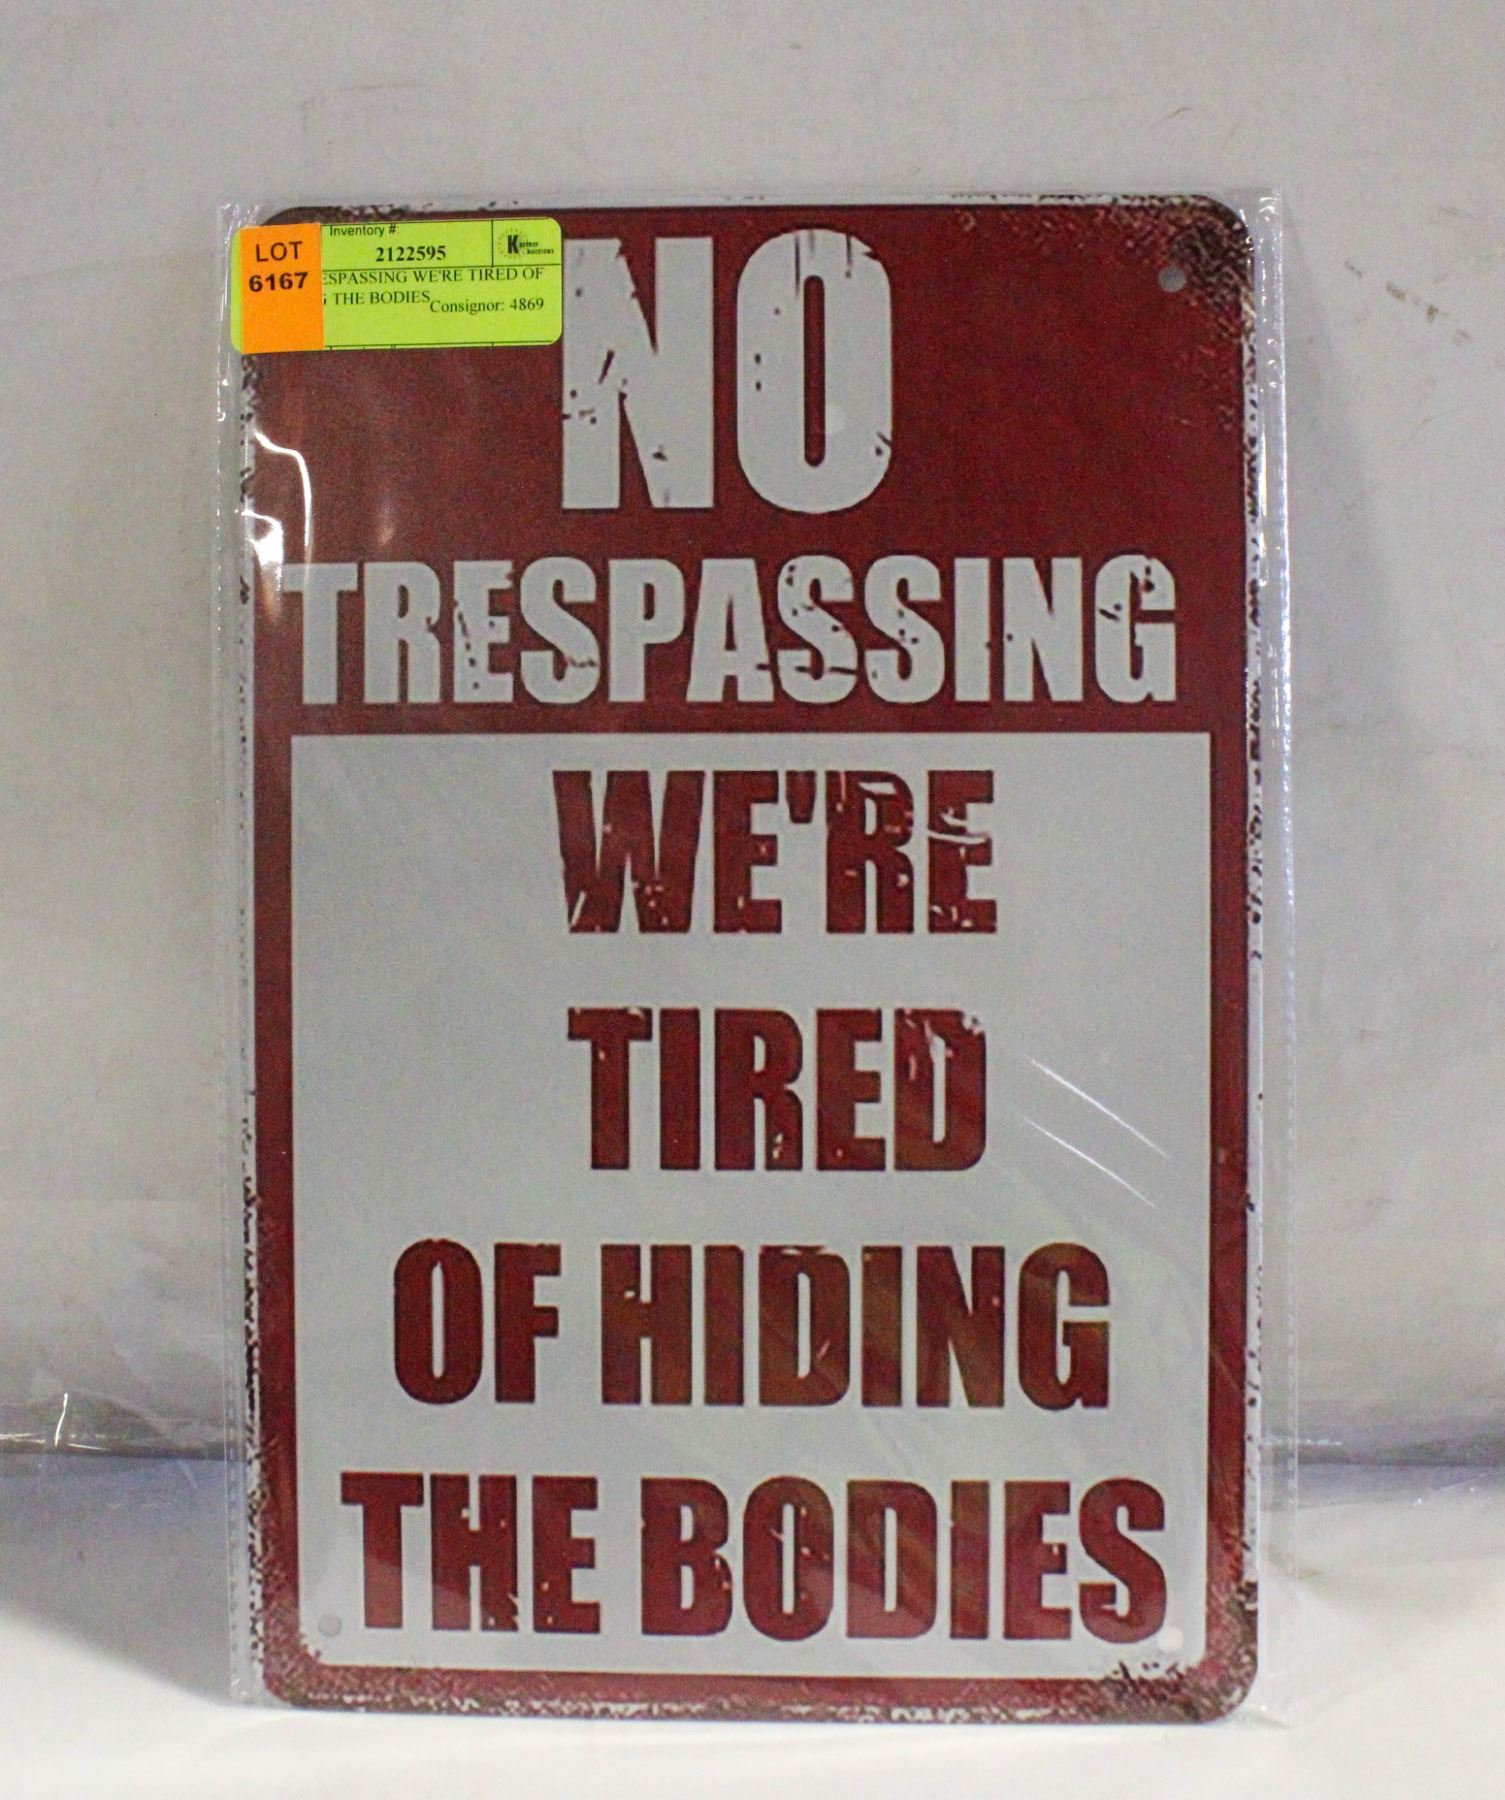 LOT
6167
Inventory #:
2122595
ESPASSING WE'RE TIRED OF
THE BODIES
Consignor: 4869
NO
TRESPASSING
WE'RE
TIRED
OF HIDING
THE BODIES